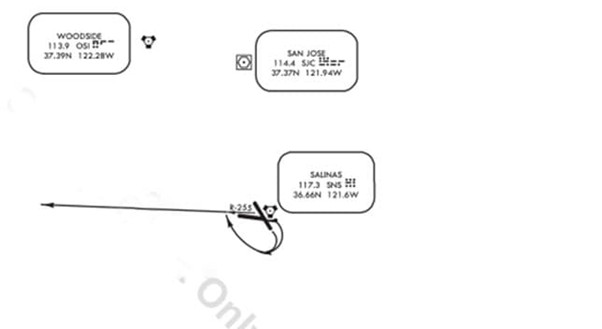 WOODSIDE
113.9 OSI
37.39N 122.28W
SAN JOSE
114.4 SJC
37.37N 121.94W
SALINAS
117.3 SNS
36.66N 121.6W
R-255
. Only